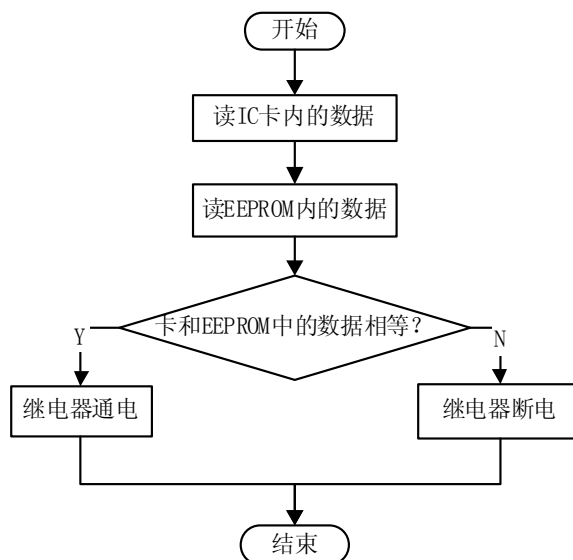 开始
读IC卡内的数据
读EEPROM内的数据
卡和EEPROM中的数据相等？
Y
N
继电器通电
继电器断电
结束